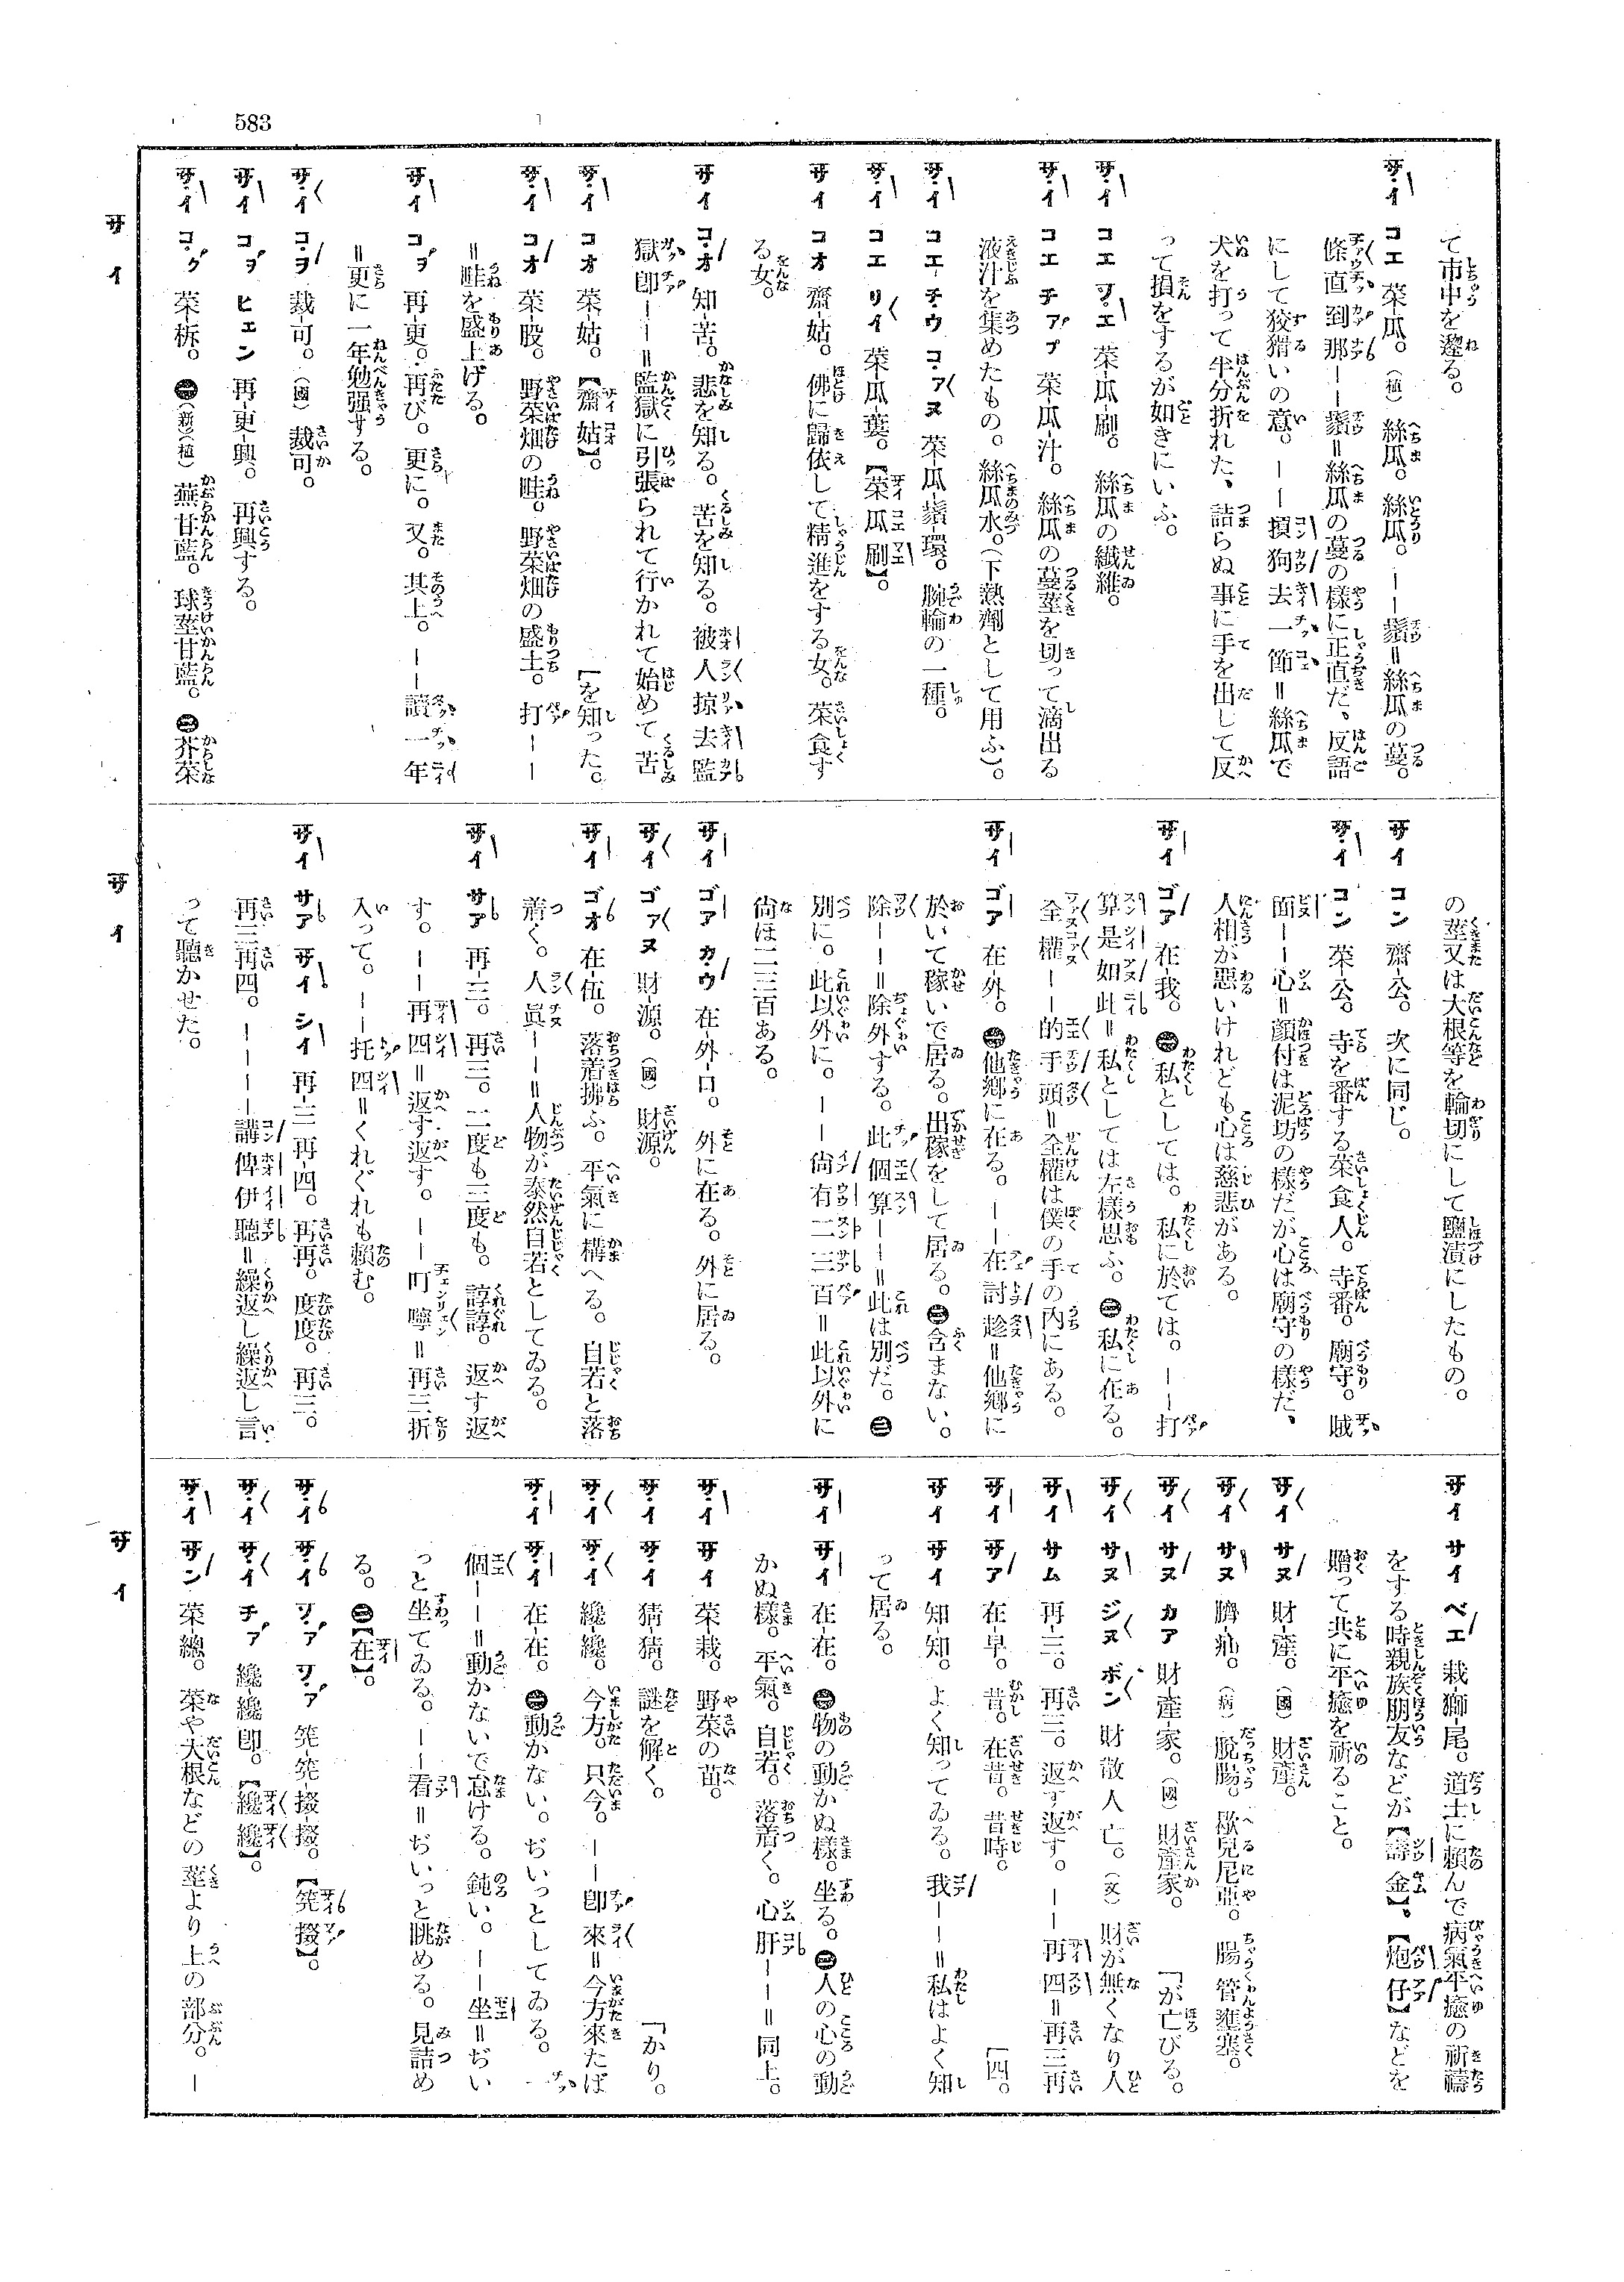 583
て市中を遛る。
サイ コエ 菜-瓜。(植) 絲瓜。絲瓜。——鬚＝絲瓜の蔓。
條直到那——鬚＝絲瓜の蔓の樣に正直だ、反語
にして狡猾いの意。——摃狗去一節＝絲瓜で
犬を打って半分折れた、詰らぬ事に手を出して反
って損をするが如きにいふ。
サイ コエ ヲエ 菜-瓜-刷。絲瓜の纖維。
サイ コエ チァプ 菜-瓜-汁。絲瓜の蔓莖を切って滴出る
液汁を集めたもの。絲瓜水。(下熱劑として用ふ)。
サイ コエ チウ コアヌ 菜-瓜-鬚-環。腕輪の一種。
サイ コエ リイ 菜-瓜-蕶。【菜瓜刷】。
サイ コオ 齋-姑。佛に歸依して精進をする女。菜食す
る女。
サイ コオ 知-苦。悲を知る。苦を知る。被人掠去監
獄卽——＝監獄に引張られて行かれて始めて苦
サイ コオ 菜-姑。【齋姑】。 [を知った。
サイ コオ 菜-股。野菜畑の畦。野菜畑の盛土。打——
＝畦を盛上げる。
サイ コヲ 再-更。再び。更に。又。其上。——讀一年
＝更に一年勉强する。
サイ コヲ 裁-可。(國) 裁可。
サイ コヲ ヒェン 再-更-興。再興する。
サイ コク 菜-𣛮。㊀(新)(植) 蕪甘藍。球莖甘藍。㊁芥菜
の莖又は大根等を輪切にして鹽漬にしたもの。
サイ コン 齋-公。次に同じ。
サイ コン 菜-公。寺を番する菜食人。寺番。廟守。賊
面——心＝顏付は泥坊の樣だが心は廟守の樣だ、
人相が惡いけれども心は慈悲がある。
サイ ゴア 在-我。㊀私としては。私に於ては。——打
算是如此＝私としては左樣思ふ。㊁私に在る。
全權——的手頭＝全權は僕の手の內にある。
サイ ゴア 在-外。㊀他鄕に在る。——在討趁＝他鄕に
於いて稼いで居る。出稼をして居る。㊁含まない。
除——＝除外する。此個算——＝此は別だ。㊂
別に。此以外に。——尙有二三百＝此以外に
尙ほ二三百ある。
サイ ゴア カウ 在-外-口。外に在る。外に居る。
サイ ゴァヌ 財-源。(國) 財源。
サイ ゴオ 在-伍。落着拂ふ。平氣に構へる。自若と落
着く。人眞——＝人物が泰然自若としてゐる。
サイ サア 再-三。再三。二度も三度も。諄諄。返す返
す。——再四＝返す返す。——叮嚀＝再三折
入って。——托四＝くれぐれも賴む。
サイ サア サイ シイ 再-三 再-四。再再。度度。再三。
再三再四。————講俾伊聽＝繰返し繰返し言
って聽かせた。
サイ サイ ベエ 栽-獅-尾。道士に賴んで病氣平癒の祈禱
をする時親族朋友などが【壽金】。【炮仔】などを
贈って共に平癒を祈ること。
サイ サヌ 財-產。(國) 財產。
サイ サヌ 臍-疝。(病) 脫腸。歇兒尼亞。腸管壅塞。
サイ サヌ カア 財-產-家。(國) 財產家。 [が亡びる。
サイ サヌ ジヌ ボン 財散人亡。(文) 財が無くなり人
サイ サム 再-三。再三。返す返す。——再四＝再三再
サイ ザア 在-早。昔。在昔。昔時。 [四。
サイ サイ 知-知。よく知ってゐる。我——＝私はよく知
って居る。
サイ サイ 在-在。㊀物の動かぬ樣。坐る。㊁人の心の動
かぬ樣。平氣。自若。落着く。心肝——＝同上。
サイ サイ 菜-栽。野菜の苗。
サイ サイ 猜-猜。謎を解く。 [かり。
サイ サイ 纔-纔。今方。只今。——卽來＝今方來たば
サイ サイ 在-在。㊀動かない。ぢいっとしてゐる。一
個——＝動かないで怠ける。鈍い。——坐＝ぢい
っと坐てゐる。——看＝ぢいっと眺める。見詰め
る。㊁【在】。
サイ サイ ヲァ ヲァ 筅-筅-掇-掇。【筅掇】。
サイ サイ チァ 纔-纔-卽。【纔纔】。
サイ サン 菜-總。菜や大根などの莖より上の部分。—
サイ
サイ
サイ